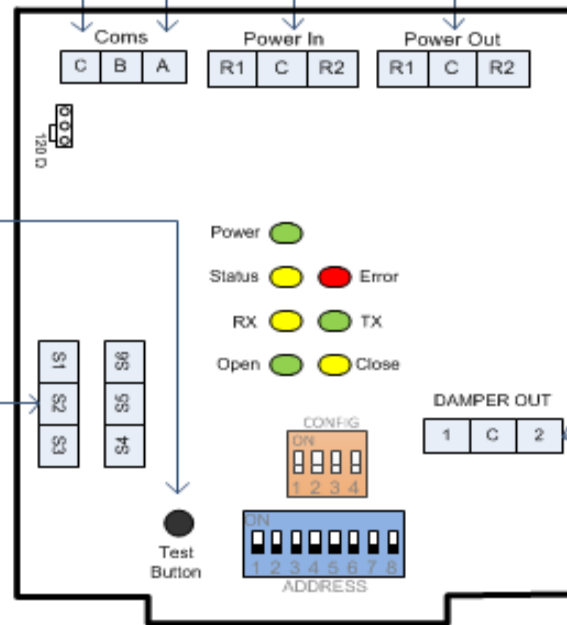 Coms Power In Power Out
C B A R1 C R2 R1 C R2
120 Ω
Power
Status Error
RX TX
Open Close
S1 S6
S2 S5
S3 S4
DAMPER OUT
1 C 2
CONFIG
ON
1 2 3 4
Test
Button
ON
1 2 3 4 5 6 7 8
ADDRESS